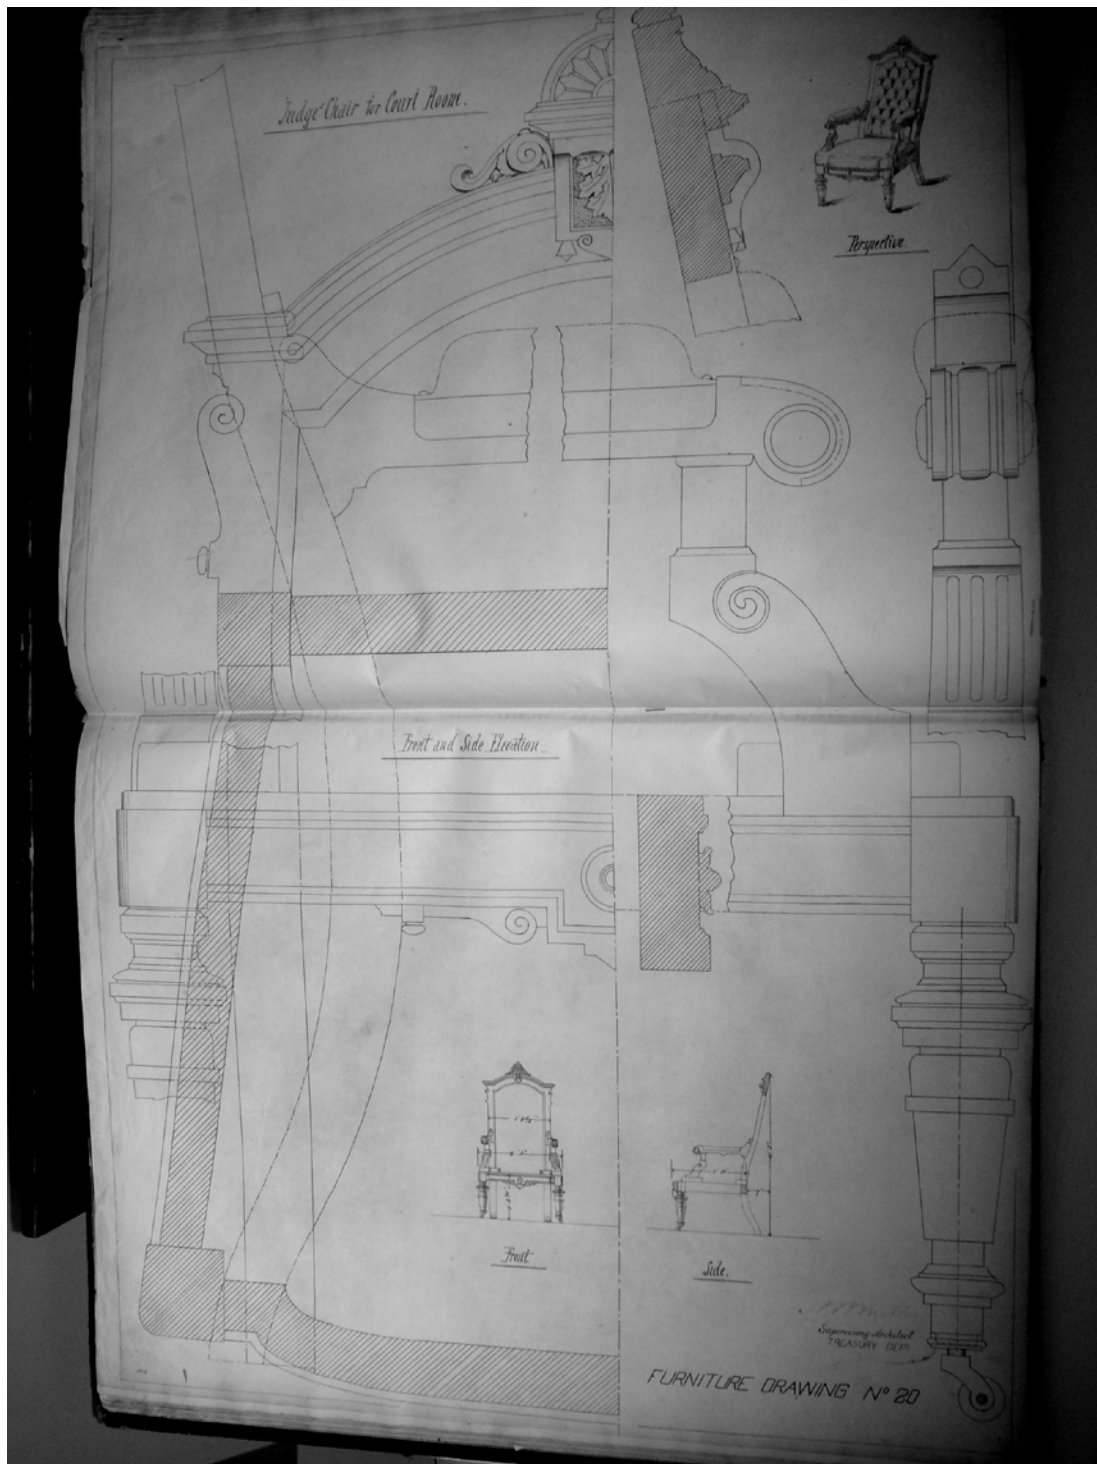 Judge' Chair for Court Room.
Perspective.
Front and Side Elevation
Front.
Side.
Supervising Architect
TREASURY DEPT.
FURNITURE DRAWING Nº 20